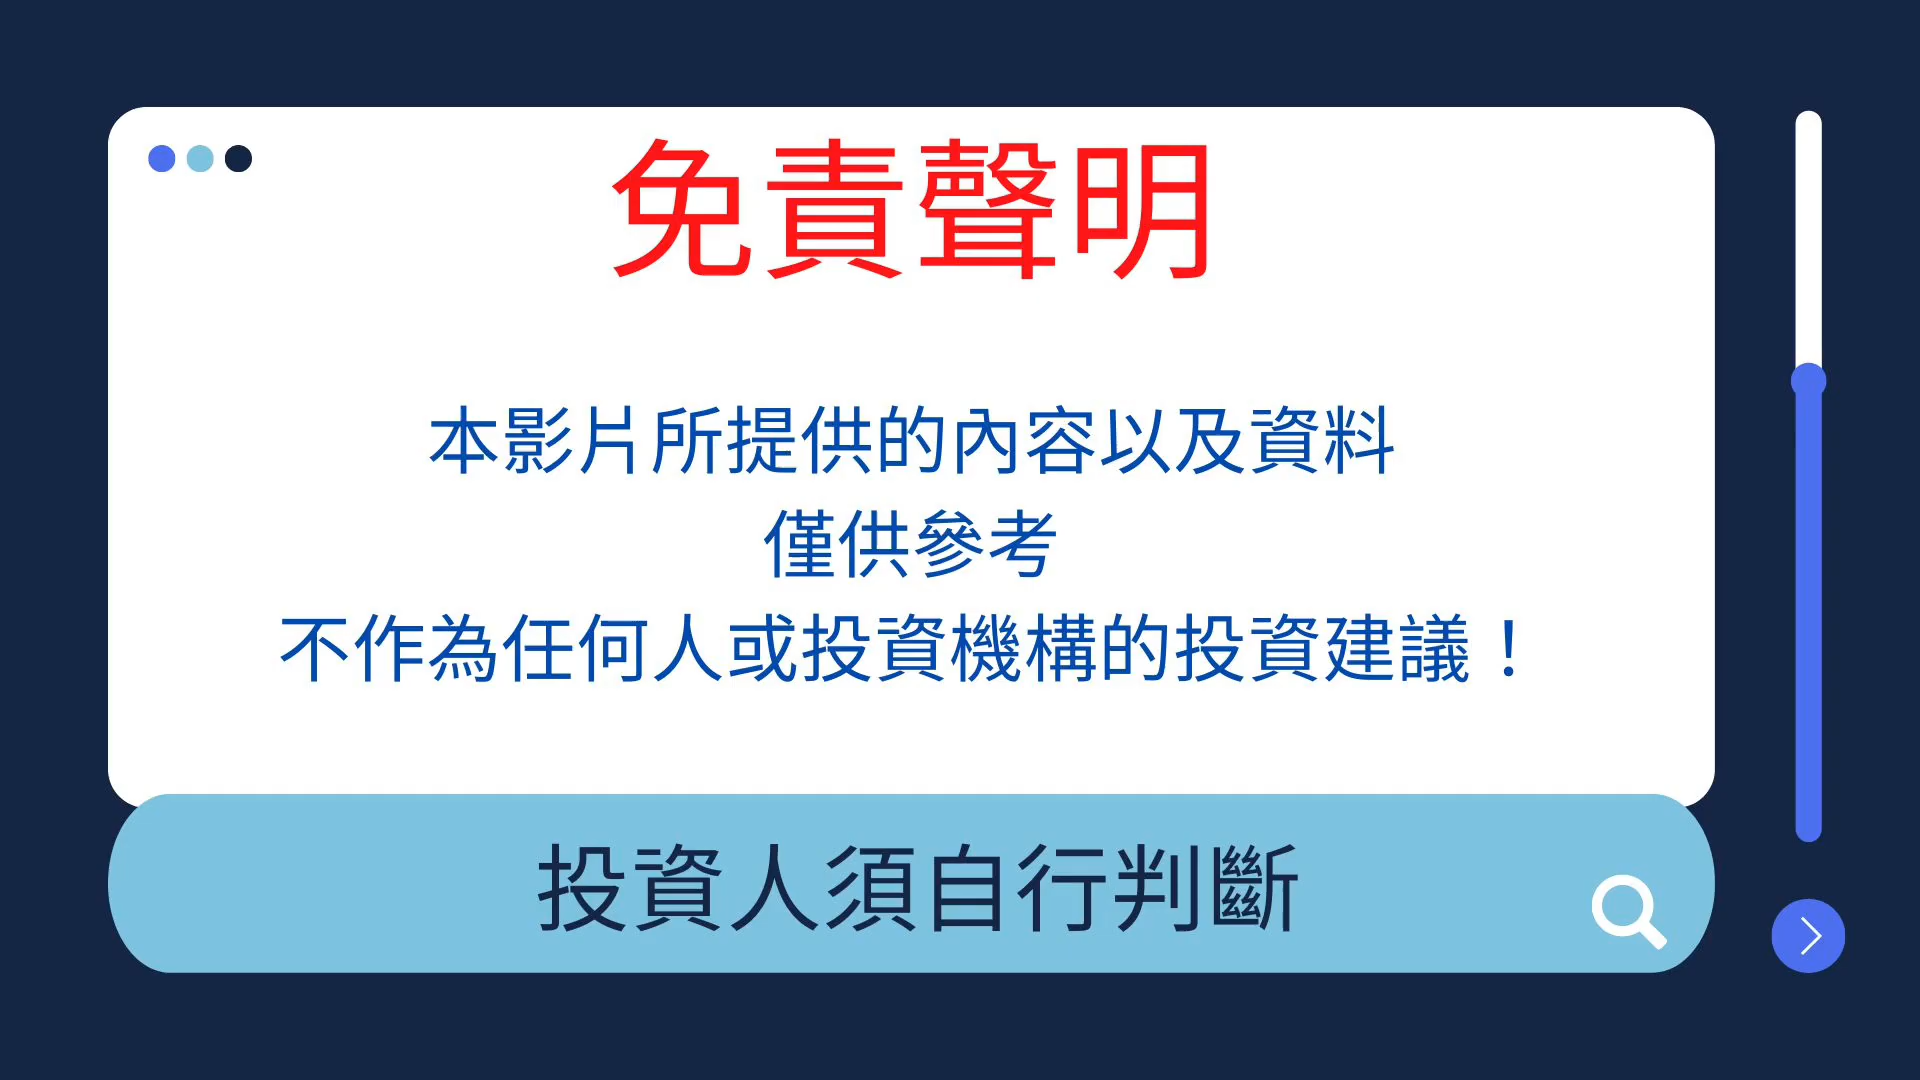 免責聲明
本影片所提供的內容以及資料
僅供參考
不作為任何人或投資機構的投資建議！
投資人須自行判斷